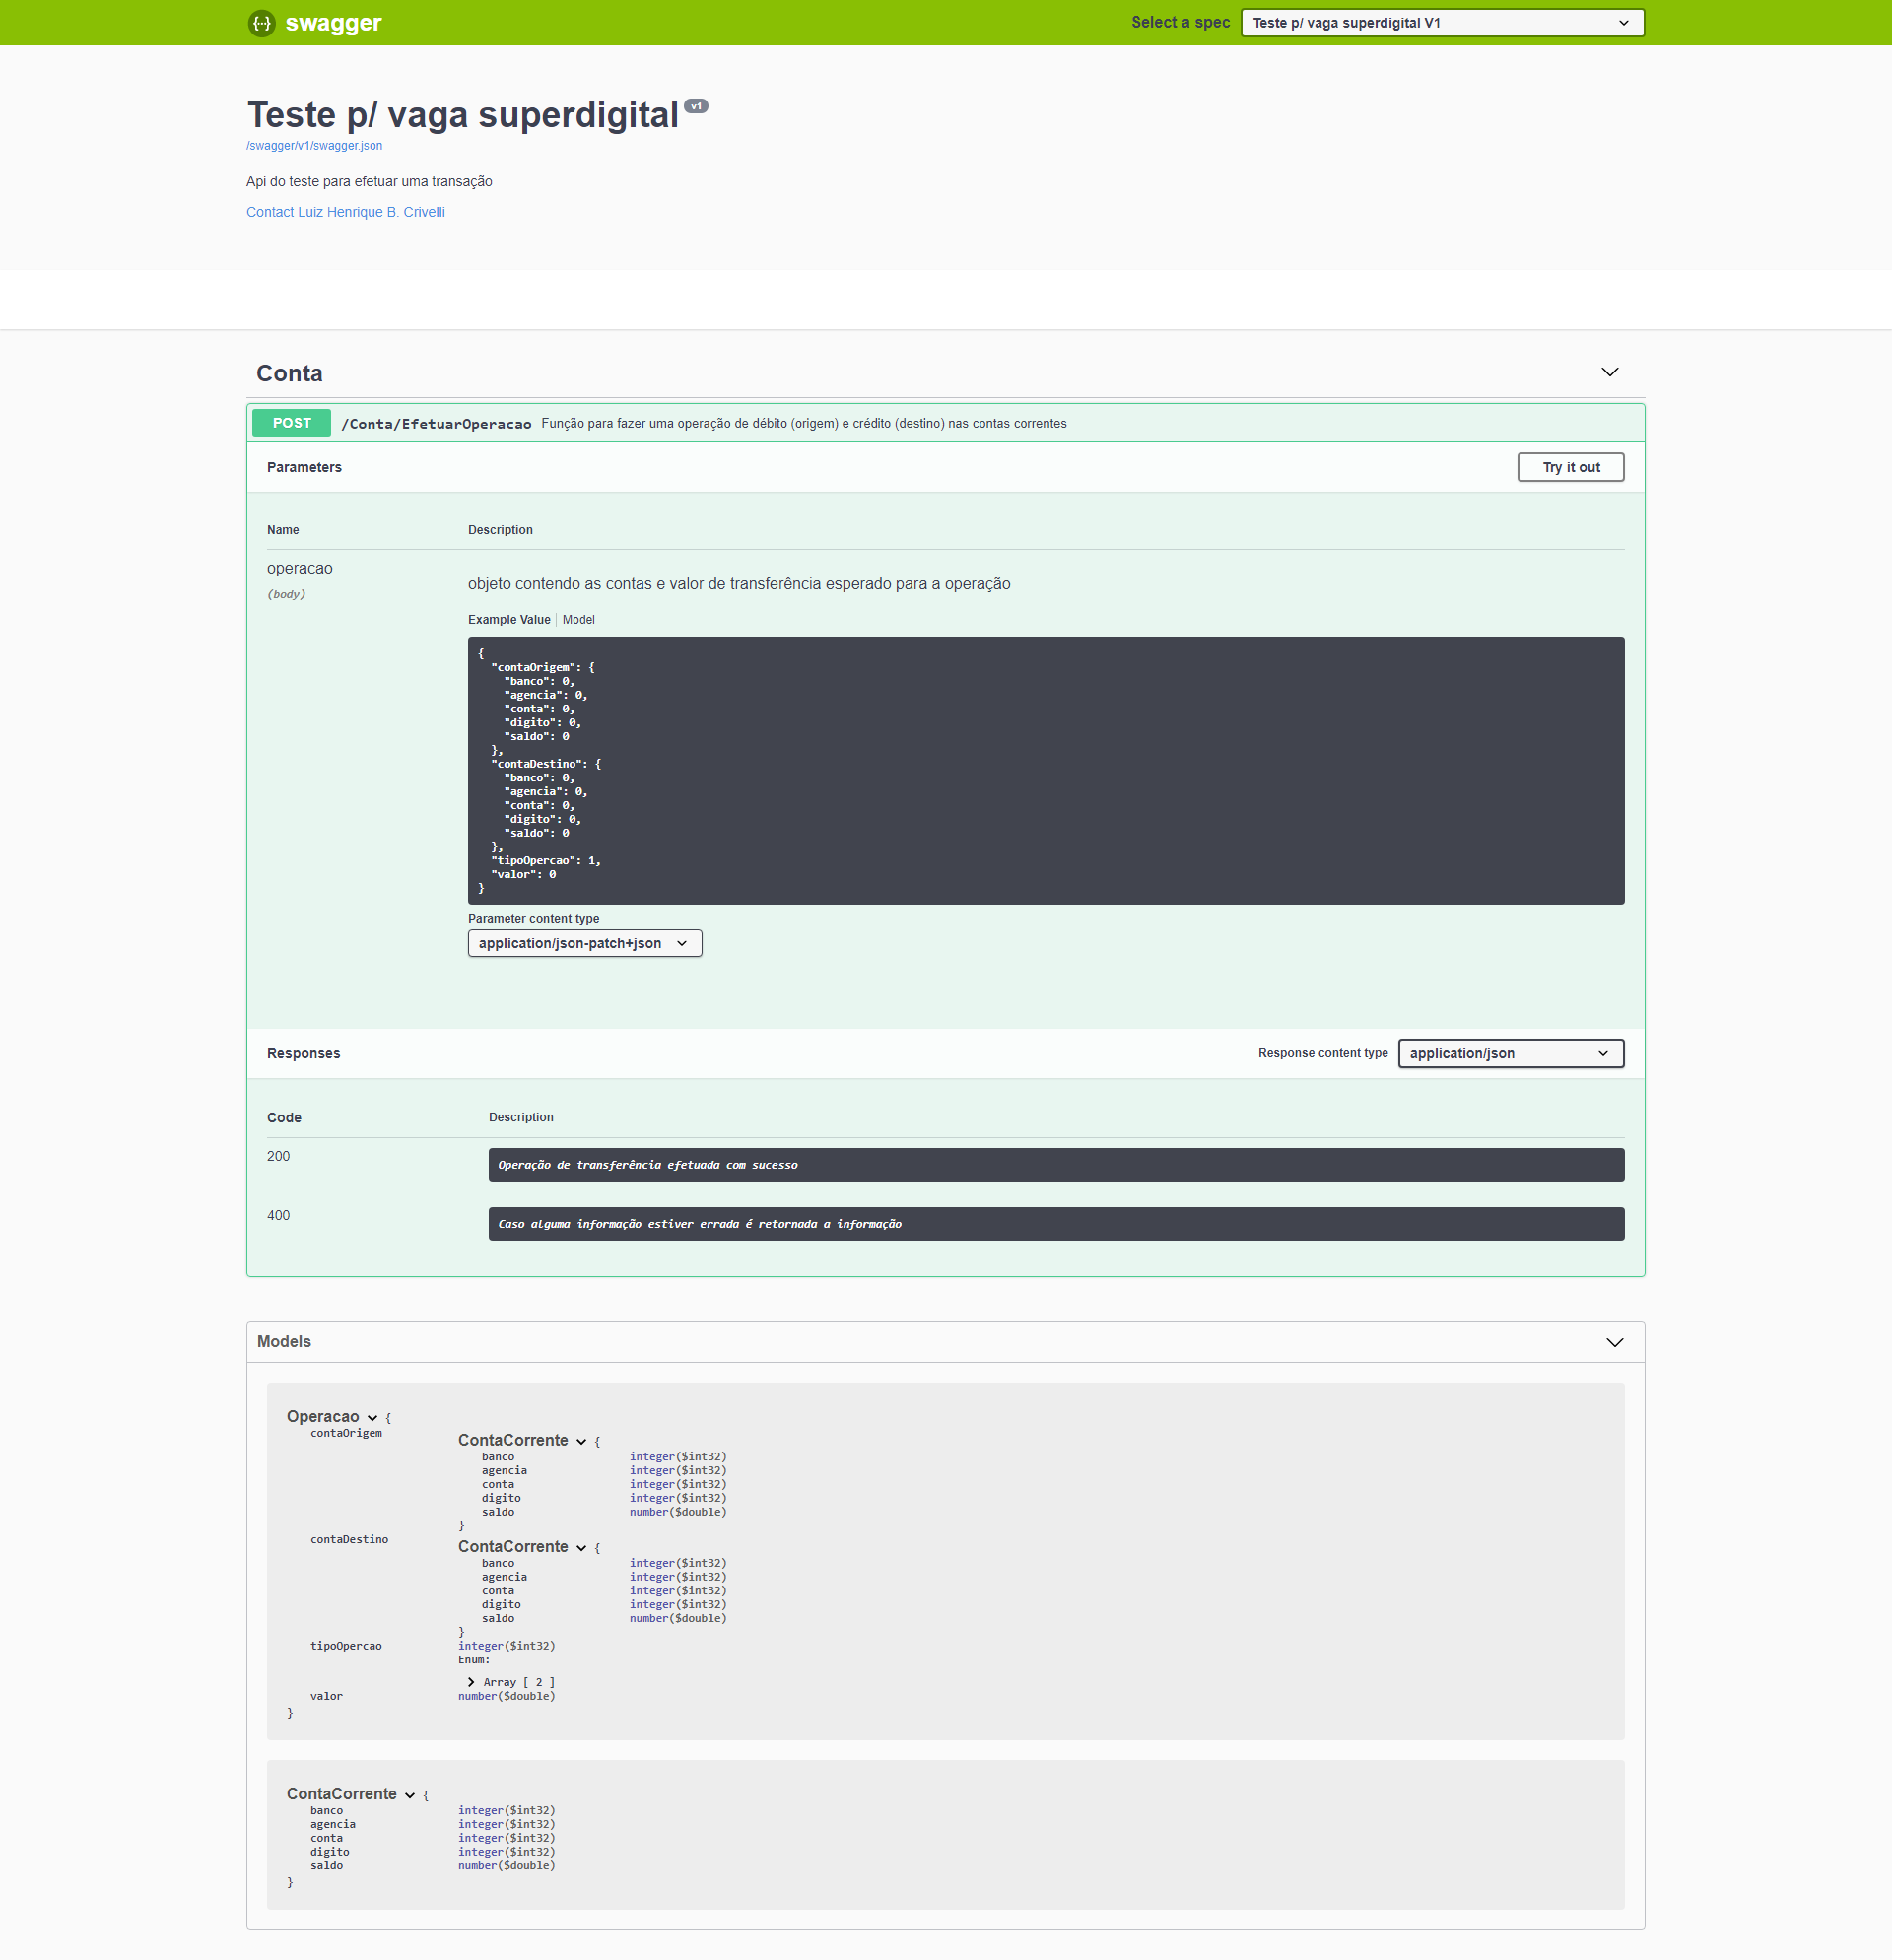 swagger
Select a spec
Teste p/ vaga superdigital V1
Teste p/ vaga superdigital v1
/swagger/v1/swagger.json
Api do teste para efetuar uma transação
Contact Luiz Henrique B. Crivelli
Conta
POST /Conta/EfetuarOperacao Função para fazer uma operação de débito (origem) e crédito (destino) nas contas correntes
Parameters
Try it out
Name Description
operacao
(body)
objeto contendo as contas e valor de transferência esperado para a operação
Example Value Model
{
"contaOrigem": {
"banco": 0,
"agencia": 0,
"conta": 0,
"digito": 0,
"saldo": 0
},
"contaDestino": {
"banco": 0,
"agencia": 0,
"conta": 0,
"digito": 0,
"saldo": 0
},
"tipoOpercao": 1,
"valor": 0
}
Parameter content type
application/json-patch+json
Responses
Response content type
application/json
Code Description
200 Operação de transferência efetuada com sucesso
400 Caso alguma informação estiver errada é retornada a informação
Models
Operacao {
contaOrigem
ContaCorrente {
banco integer($int32)
agencia integer($int32)
conta integer($int32)
digito integer($int32)
saldo number($double)
}
contaDestino
ContaCorrente {
banco integer($int32)
agencia integer($int32)
conta integer($int32)
digito integer($int32)
saldo number($double)
}
tipoOpercao integer($int32)
Enum:
Array [ 2 ]
valor number($double)
}
ContaCorrente {
banco integer($int32)
agencia integer($int32)
conta integer($int32)
digito integer($int32)
saldo number($double)
}